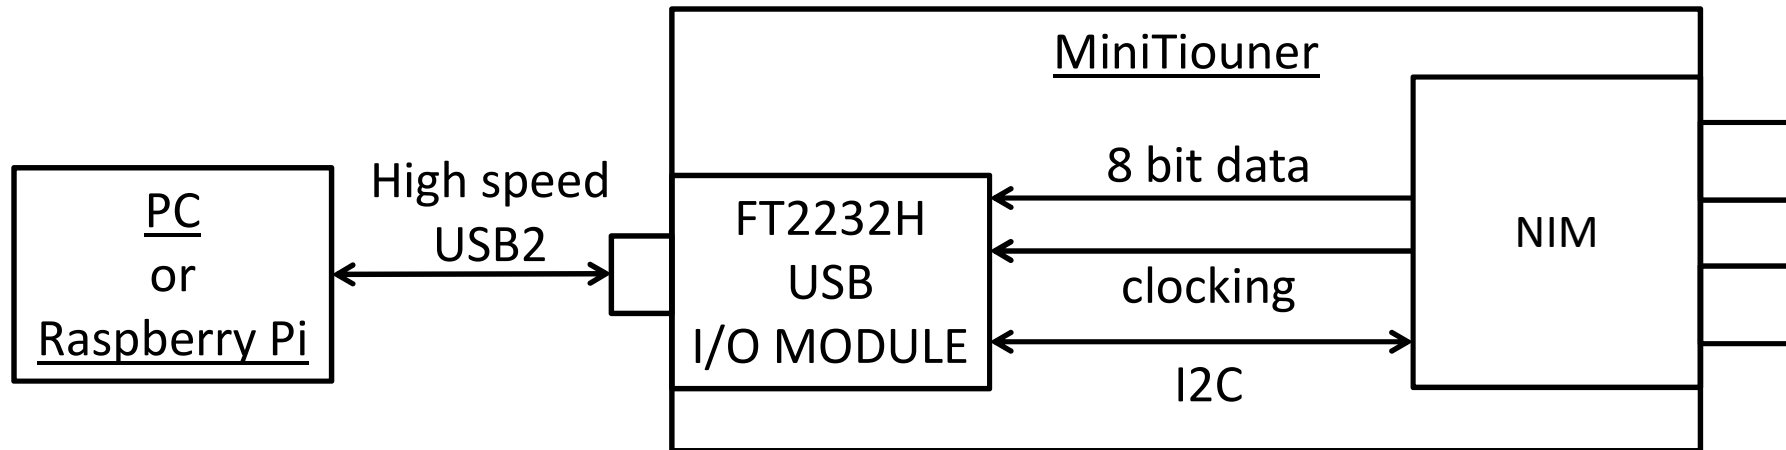 MiniTiouner
PC
or
Raspberry Pi
High speed
USB2
FT2232H
USB
I/O MODULE
8 bit data
clocking
I2C
NIM